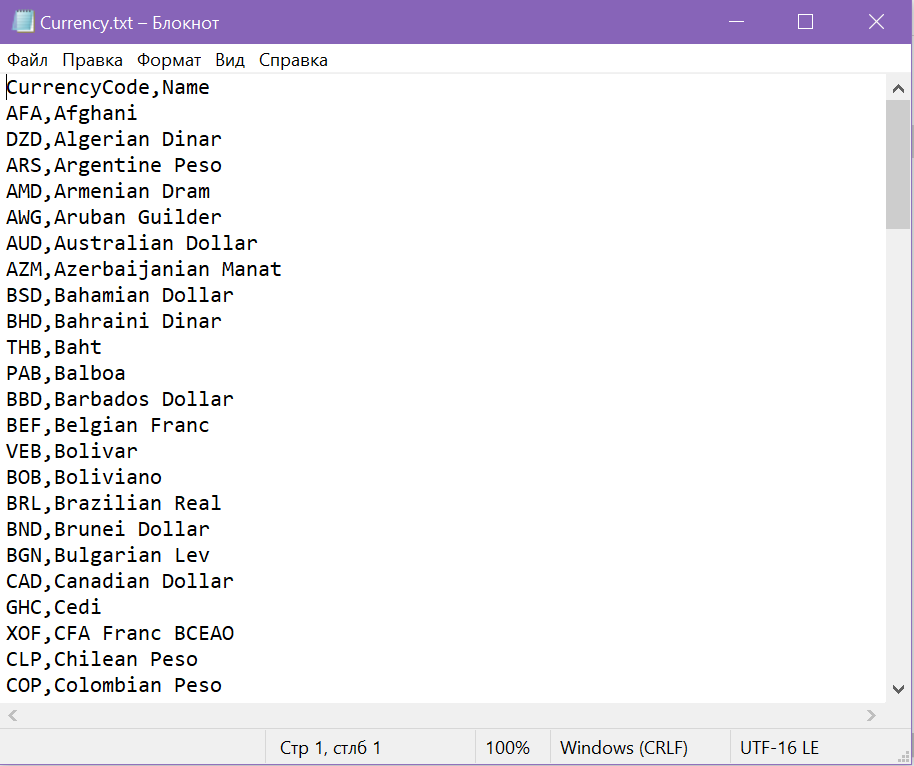 Currency.txt – Блокнот
Файл Правка Формат Вид Справка
CurrencyCode,Name
AFA,Afghani
DZD,Algerian Dinar
ARS,Argentine Peso
AMD,Armenian Dram
AWG,Aruban Guilder
AUD,Australian Dollar
AZM,Azerbaijanian Manat
BSD,Bahamian Dollar
BHD,Bahraini Dinar
THB,Baht
PAB,Balboa
BBD,Barbados Dollar
BEF,Belgian Franc
VEB,Bolivar
BOB,Boliviano
BRL,Brazilian Real
BND,Brunei Dollar
BGN,Bulgarian Lev
CAD,Canadian Dollar
GHC,Cedi
XOF,CFA Franc BCEAO
CLP,Chilean Peso
COP,Colombian Peso
Стр 1, стлб 1 100% Windows (CRLF) UTF-16 LE